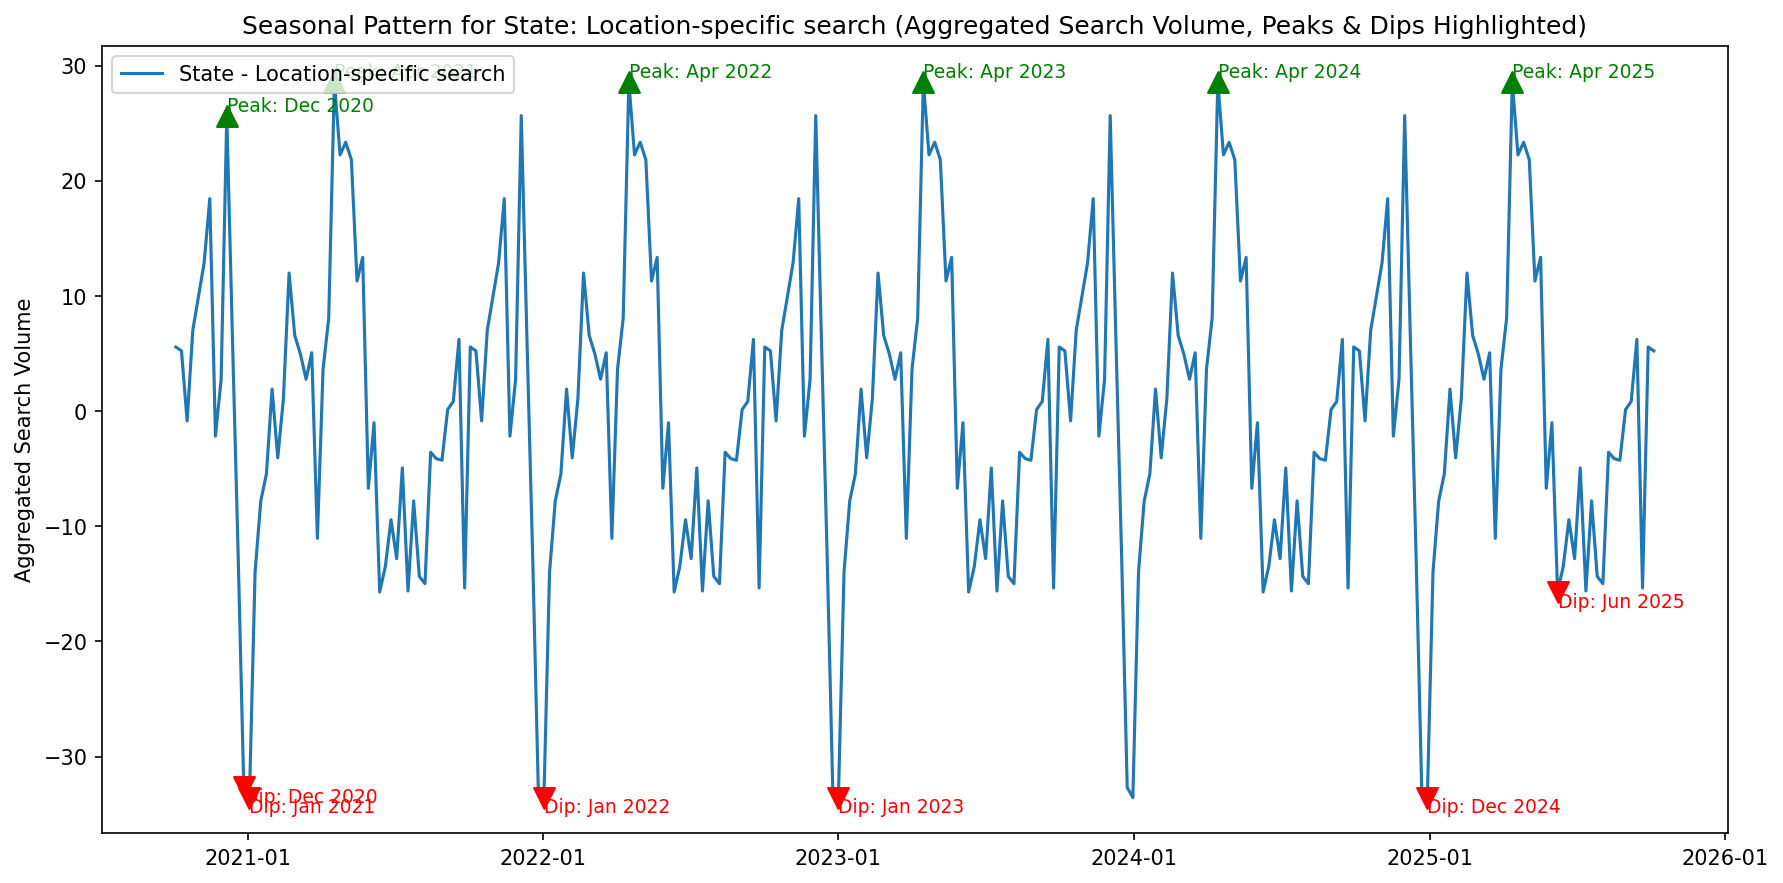 Seasonal Pattern for State: Location-specific search (Aggregated Search Volume, Peaks & Dips Highlighted)
State - Location-specific search
Peak: Apr 2021
Peak: Apr 2022
Peak: Apr 2023
Peak: Apr 2024
Peak: Apr 2025
Peak: Dec 2020
Aggregated Search Volume
30
20
10
0
−10
−20
−30
Dip: Jun 2025
Dip: Dec 2020
Dip: Jan 2021
Dip: Jan 2022
Dip: Jan 2023
Dip: Dec 2024
2021-01
2022-01
2023-01
2024-01
2025-01
2026-01